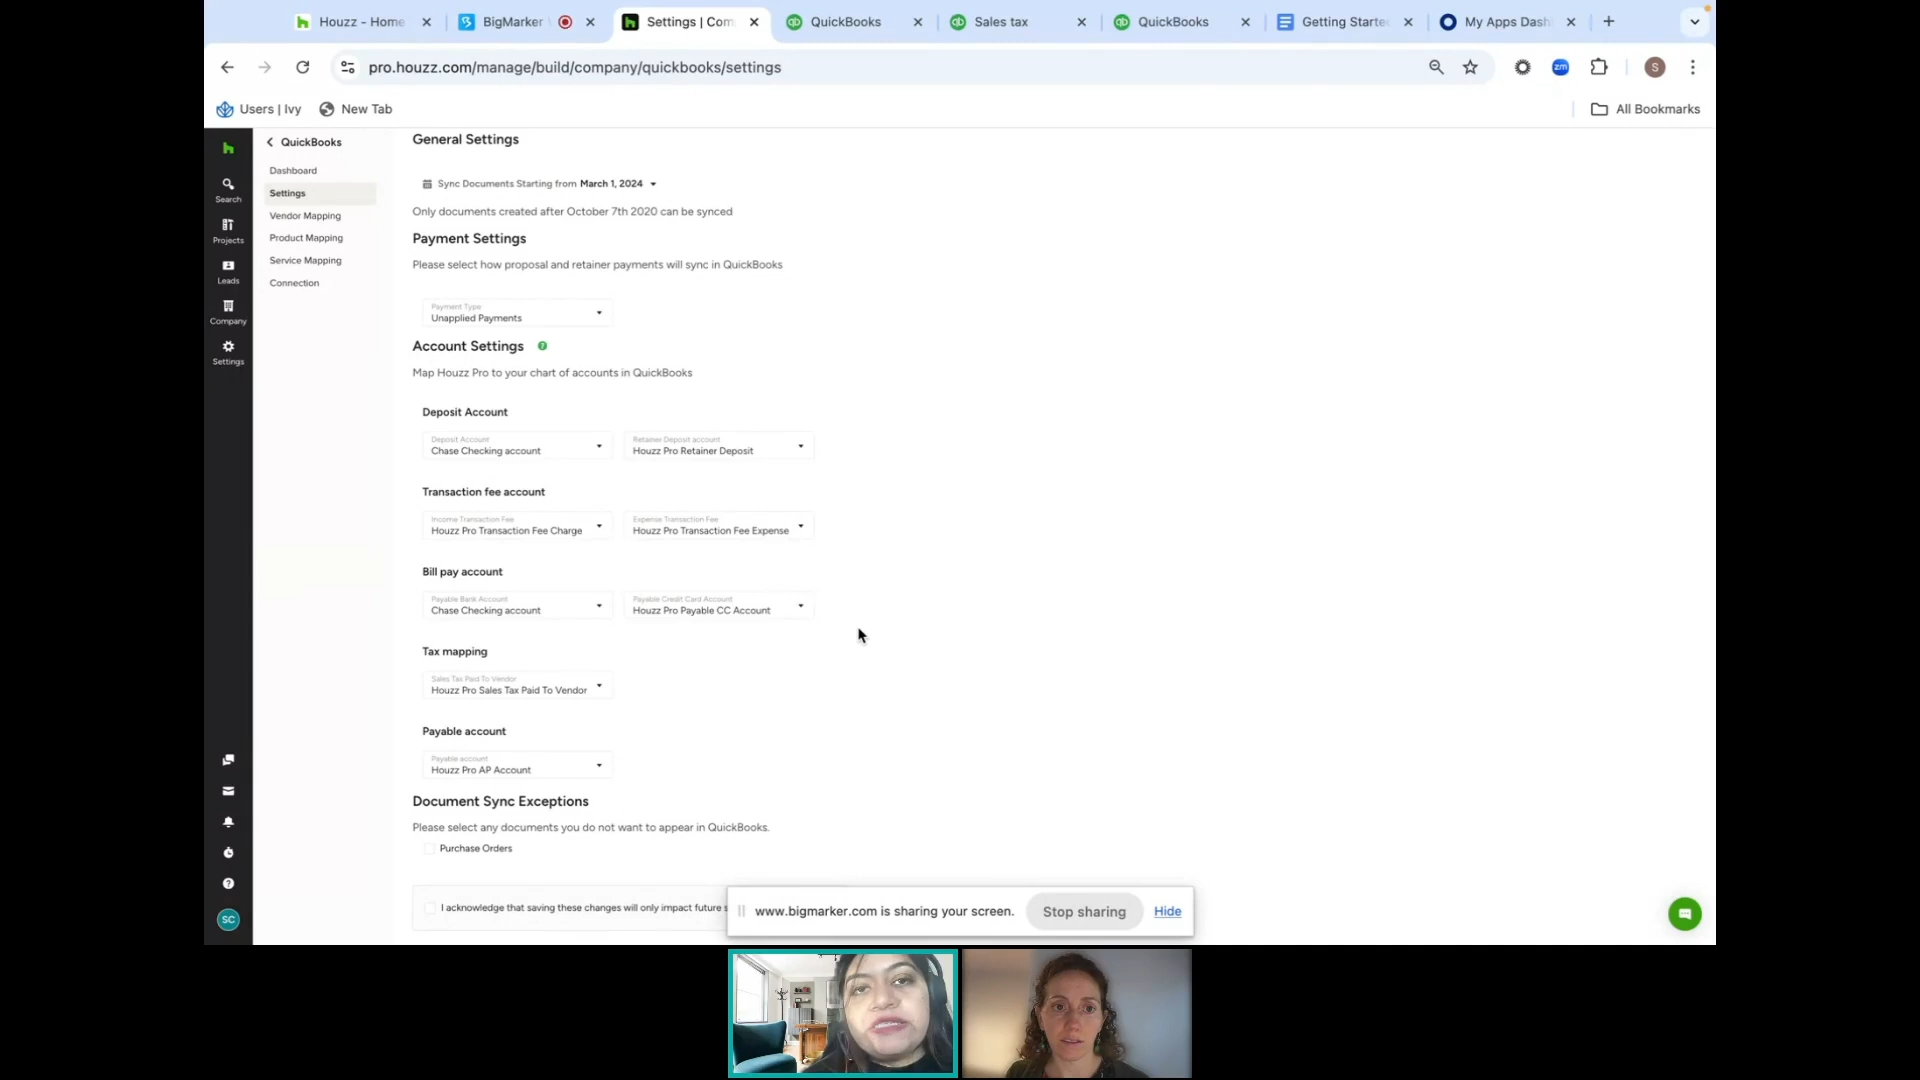 Houzz - Home
BigMarker
Settings | Com
QuickBooks
Sales tax
QuickBooks
Getting Starte
My Apps Dash
pro.houzz.com/manage/build/company/quickbooks/settings
zm
S
Users | Ivy
New Tab
All Bookmarks
QuickBooks
Dashboard
Settings
Vendor Mapping
Product Mapping
Service Mapping
Connection
Search
Projects
Leads
Company
Settings
SC
General Settings
Sync Documents Starting from March 1, 2024
Only documents created after October 7th 2020 can be synced
Payment Settings
Please select how proposal and retainer payments will sync in QuickBooks
Payment Type
Unapplied Payments
Account Settings
Map Houzz Pro to your chart of accounts in QuickBooks
Deposit Account
Deposit Account
Chase Checking account
Retainer Deposit account
Houzz Pro Retainer Deposit
Transaction fee account
Income Transaction Fee
Houzz Pro Transaction Fee Charge
Expense Transaction Fee
Houzz Pro Transaction Fee Expense
Bill pay account
Payable Bank Account
Chase Checking account
Payable Credit Card Account
Houzz Pro Payable CC Account
Tax mapping
Sales Tax Paid To Vendor
Houzz Pro Sales Tax Paid To Vendor
Payable account
Payable account
Houzz Pro AP Account
Document Sync Exceptions
Please select any documents you do not want to appear in QuickBooks.
Purchase Orders
I acknowledge that saving these changes will only impact future s
www.bigmarker.com is sharing your screen.
Stop sharing
Hide